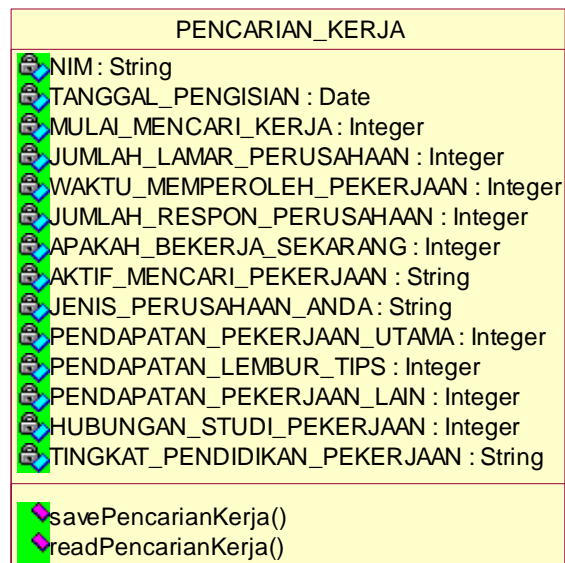 PENCARIAN_KERJA
NIM : String
TANGGAL_PENGISIAN : Date
MULAI_MENCARI_KERJA : Integer
JUMLAH_LAMAR_PERUSAHAAN : Integer
WAKTU_MEMPEROLEH_PEKERJAAN : Integer
JUMLAH_RESPON_PERUSAHAAN : Integer
APAKAH_BEKERJA_SEKARANG : Integer
AKTIF_MENCARI_PEKERJAAN : String
JENIS_PERUSAHAAN_ANDA : String
PENDAPATAN_PEKERJAAN_UTAMA : Integer
PENDAPATAN_LEMBUR_TIPS : Integer
PENDAPATAN_PEKERJAAN_LAIN : Integer
HUBUNGAN_STUDI_PEKERJAAN : Integer
TINGKAT_PENDIDIKAN_PEKERJAAN : String
savePencarianKerja()
readPencarianKerja()